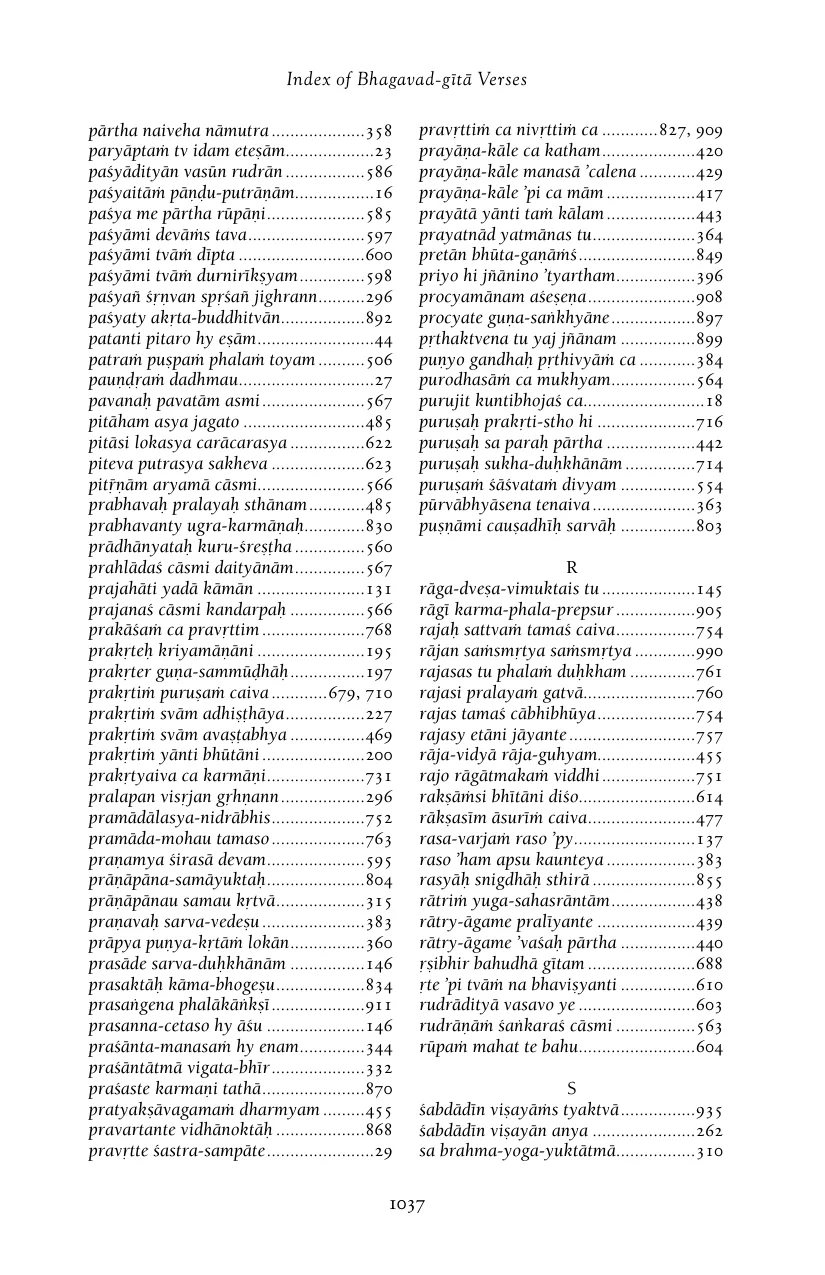 Index of Bhagavad-gītā Verses
pārtha naiveha nāmutra....................358
paryāptaṁ tv idam eteṣām...................23
paśyādityān vasūn rudrān.................586
paśyaitāṁ pāṇḍu-putrāṇām.................16
paśya me pārtha rūpāṇi.....................585
paśyāmi devāṁs tava.........................597
paśyāmi tvāṁ dīpta ...........................600
paśyāmi tvāṁ durnirīkṣyam..............598
paśyañ śṛṇvan spṛśañ jighrann..........296
paśyaty akṛta-buddhitvān..................892
patanti pitaro hy eṣām.........................44
patraṁ puṣpaṁ phalaṁ toyam ..........506
pauṇḍraṁ dadhmau.............................27
pavanaḥ pavatām asmi......................567
pitāham asya jagato ..........................485
pitāsi lokasya carācarasya ................622
piteva putrasya sakheva ....................623
pitṝṇām aryamā cāsmi.......................566
prabhavaḥ pralayaḥ sthānam............485
prabhavanty ugra-karmāṇaḥ.............830
prādhānyataḥ kuru-śreṣṭha ...............560
prahlādaś cāsmi daityānām...............567
prajahāti yadā kāmān .......................131
prajanaś cāsmi kandarpaḥ ................566
prakāśaṁ ca pravṛttim......................768
prakṛteḥ kriyamāṇāni .......................195
prakṛter guṇa-sammūḍhāḥ................197
prakṛtiṁ puruṣaṁ caiva ............679, 710
prakṛtiṁ svām adhiṣṭhāya.................227
prakṛtiṁ svām avaṣṭabhya ................469
prakṛtiṁ yānti bhūtāni ......................200
prakṛtyaiva ca karmāṇi.....................731
pralapan visṛjan gṛhṇann..................296
pramādālasya-nidrābhis....................752
pramāda-mohau tamaso ....................763
praṇamya śirasā devam.....................595
prāṇāpāna-samāyuktaḥ.....................804
prāṇāpānau samau kṛtvā...................315
praṇavaḥ sarva-vedeṣu ......................383
prāpya puṇya-kṛtāṁ lokān................360
prasāde sarva-duḥkhānām ................146
prasaktāḥ kāma-bhogeṣu...................834
prasaṅgena phalākāṅkṣī....................911
prasanna-cetaso hy āśu .....................146
praśānta-manasaṁ hy enam..............344
praśāntātmā vigata-bhīr....................332
praśaste karmaṇi tathā......................870
pratyakṣāvagamaṁ dharmyam .........455
pravartante vidhānoktāḥ ...................868
pravṛtte śastra-sampāte.......................29
pravṛttiṁ ca nivṛttiṁ ca ............827, 909
prayāṇa-kāle ca katham....................420
prayāṇa-kāle manasā ’calena ............429
prayāṇa-kāle ’pi ca mām ...................417
prayātā yānti taṁ kālam ...................443
prayatnād yatmānas tu......................364
pretān bhūta-gaṇāṁś.........................849
priyo hi jñānino ’tyartham.................396
procyamānam aśeṣeṇa.......................908
procyate guṇa-saṅkhyāne..................897
pṛthaktvena tu yaj jñānam ................899
puṇyo gandhaḥ pṛthivyāṁ ca ............384
purodhasāṁ ca mukhyam..................564
purujit kuntibhojaś ca..........................18
puruṣaḥ prakṛti-stho hi .....................716
puruṣaḥ sa paraḥ pārtha ...................442
puruṣaḥ sukha-duḥkhānām...............714
puruṣaṁ śāśvataṁ divyam ................554
pūrvābhyāsena tenaiva......................363
puṣṇāmi cauṣadhīḥ sarvāḥ ................803
R
rāga-dveṣa-vimuktais tu ....................145
rāgī karma-phala-prepsur .................905
rajaḥ sattvaṁ tamaś caiva.................754
rājan saṁsmṛtya saṁsmṛtya .............990
rajasas tu phalaṁ duḥkham ..............761
rajasi pralayaṁ gatvā........................760
rajas tamaś cābhibhūya.....................754
rajasy etāni jāyante ...........................757
rāja-vidyā rāja-guhyam.....................455
rajo rāgātmakaṁ viddhi....................751
rakṣāṁsi bhītāni diśo.........................614
rākṣasīm āsurīṁ caiva.......................477
rasa-varjaṁ raso ’py..........................137
raso ’ham apsu kaunteya ...................383
rasyāḥ snigdhāḥ sthirā ......................855
rātriṁ yuga-sahasrāntām..................438
rātry-āgame pralīyante .....................439
rātry-āgame ’vaśaḥ pārtha ................440
ṛṣibhir bahudhā gītam .......................688
ṛte ’pi tvāṁ na bhaviṣyanti ................610
rudrādityā vasavo ye .........................603
rudrāṇāṁ śaṅkaraś cāsmi .................563
rūpaṁ mahat te bahu.........................604
S
śabdādīn viṣayāṁs tyaktvā................935
śabdādīn viṣayān anya ......................262
sa brahma-yoga-yuktātmā.................310
1037